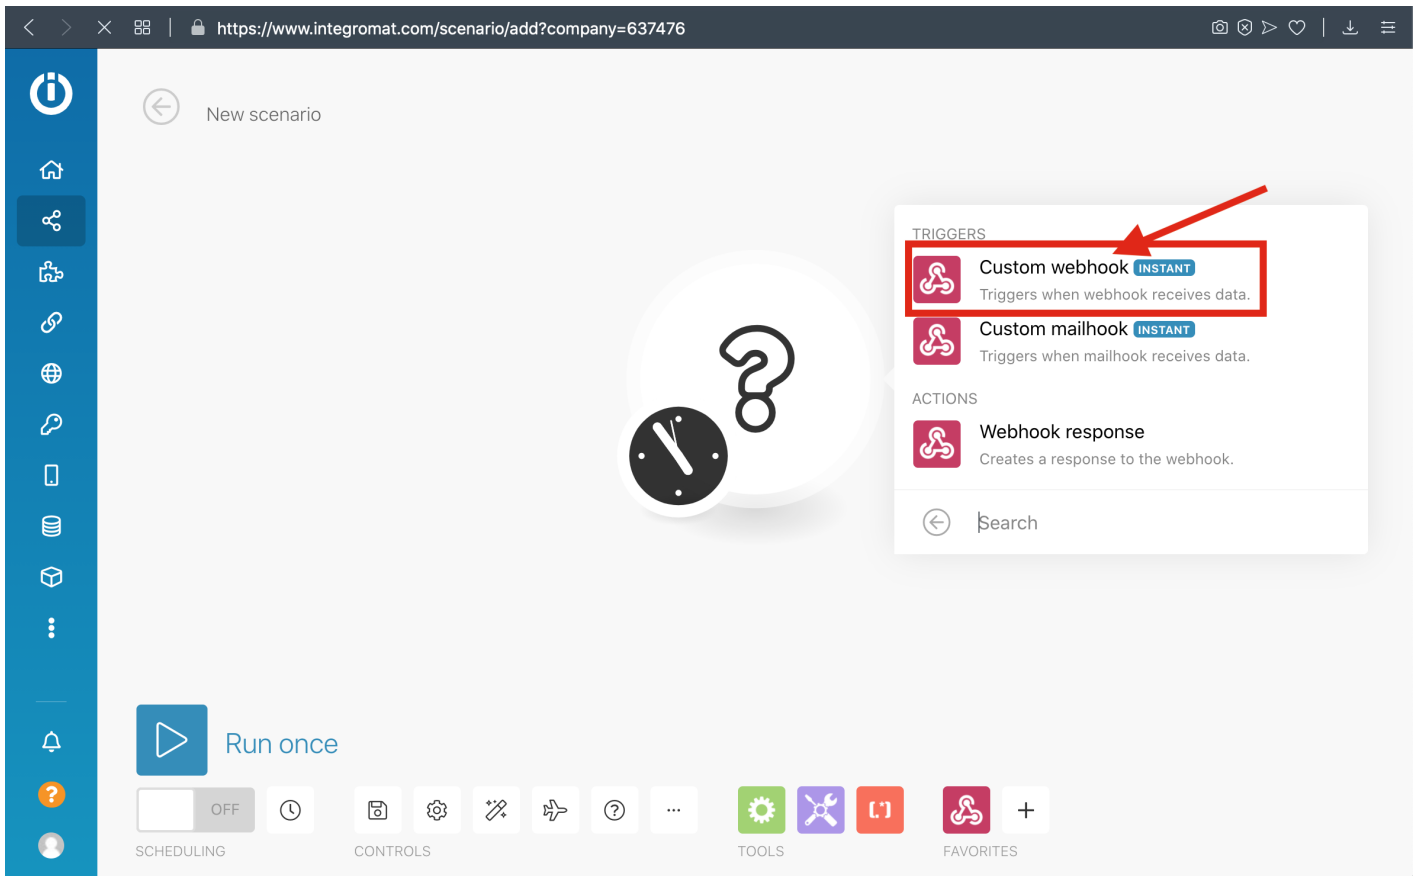 https://www.integromat.com/scenario/add?company=637476
New scenario
TRIGGERS
Custom webhook INSTANT
Triggers when webhook receives data.
Custom mailhook INSTANT
Triggers when mailhook receives data.
ACTIONS
Webhook response
Creates a response to the webhook.
Search
Run once
OFF
SCHEDULING
CONTROLS
TOOLS
FAVORITES